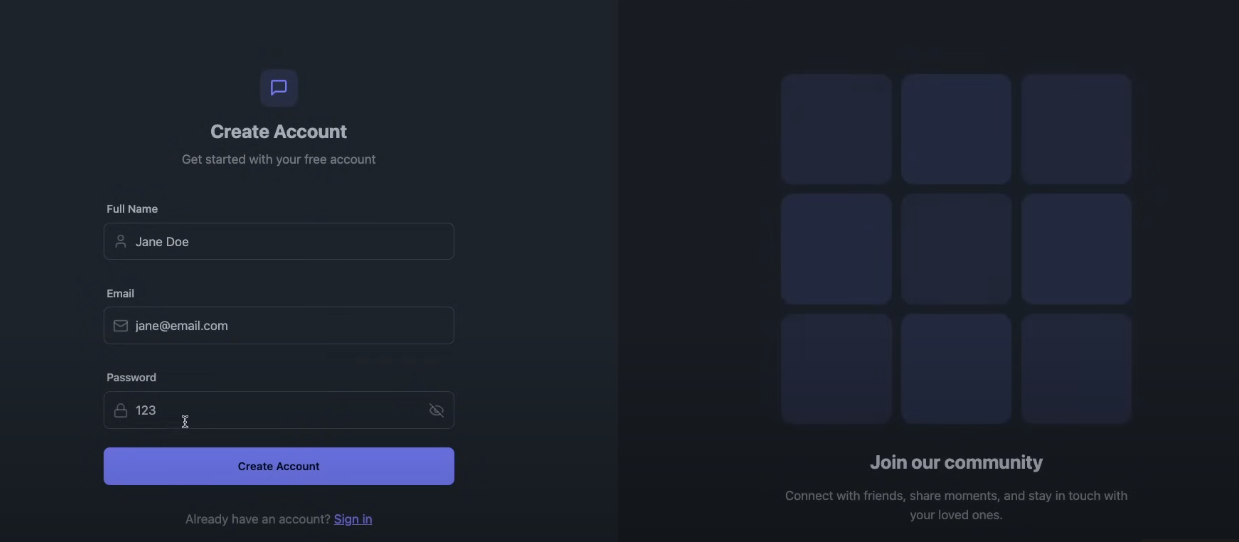 Create Account
Get started with your free account
Full Name
Jane Doe
Email
jane@email.com
Password
123
Create Account
Already have an account? Sign in
Join our community
Connect with friends, share moments, and stay in touch with
your loved ones.